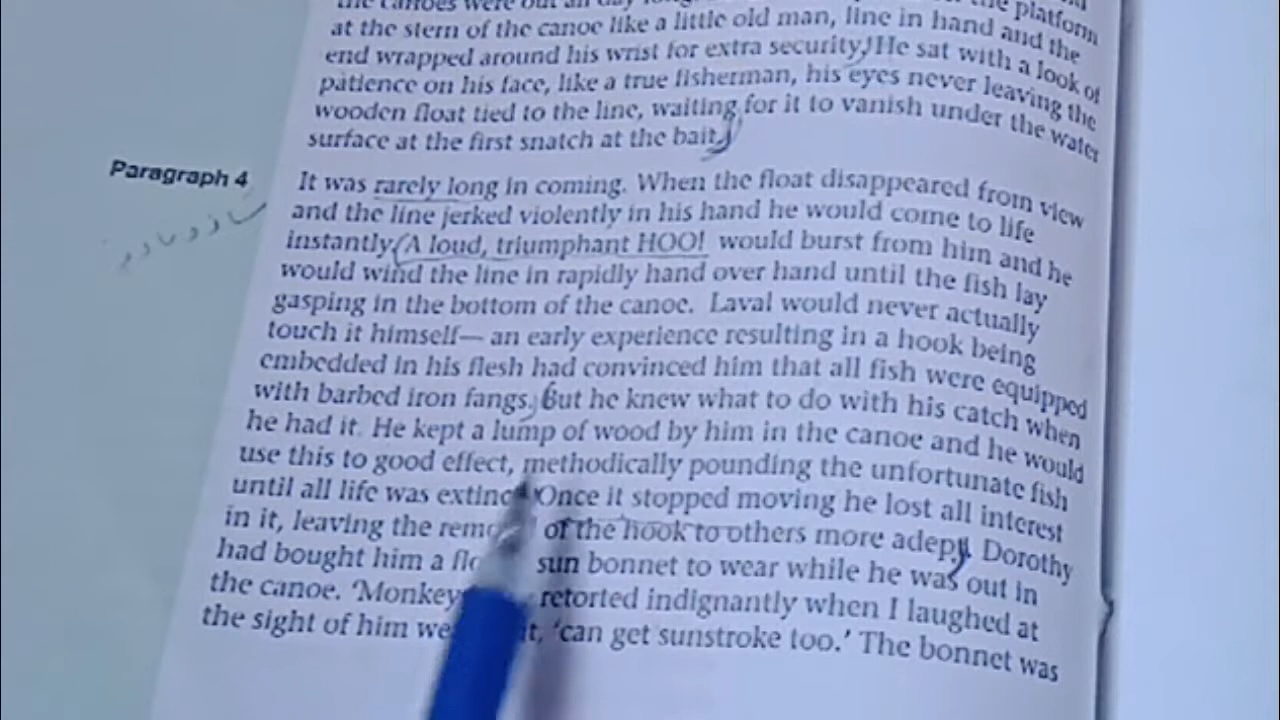 the canoes were out all day
the platform
at the stern of the canoe like a little old man, line in hand and the
end wrapped around his wrist for extra security. He sat with a look of
patience on his face, like a true fisherman, his eyes never leaving the
wooden float tied to the line, waiting for it to vanish under the water
surface at the first snatch at the bait.
Paragraph 4
It was rarely long in coming. When the float disappeared from view
and the line jerked violently in his hand he would come to life
instantly. A loud, triumphant HOO! would burst from him and he
would wind the line in rapidly hand over hand until the fish lay
gasping in the bottom of the canoe. Laval would never actually
touch it himself— an early experience resulting in a hook being
embedded in his flesh had convinced him that all fish were equipped
with barbed iron fangs. But he knew what to do with his catch when
he had it. He kept a lump of wood by him in the canoe and he would
use this to good effect, methodically pounding the unfortunate fish
until all life was extinct. Once it stopped moving he lost all interest
in it, leaving the of the hook to others more adept. Dorothy
had bought him a sun bonnet to wear while he was out in
the canoe. 'Monkey retorted indignantly when I laughed at
the sight of him 'can get sunstroke too.' The bonnet was